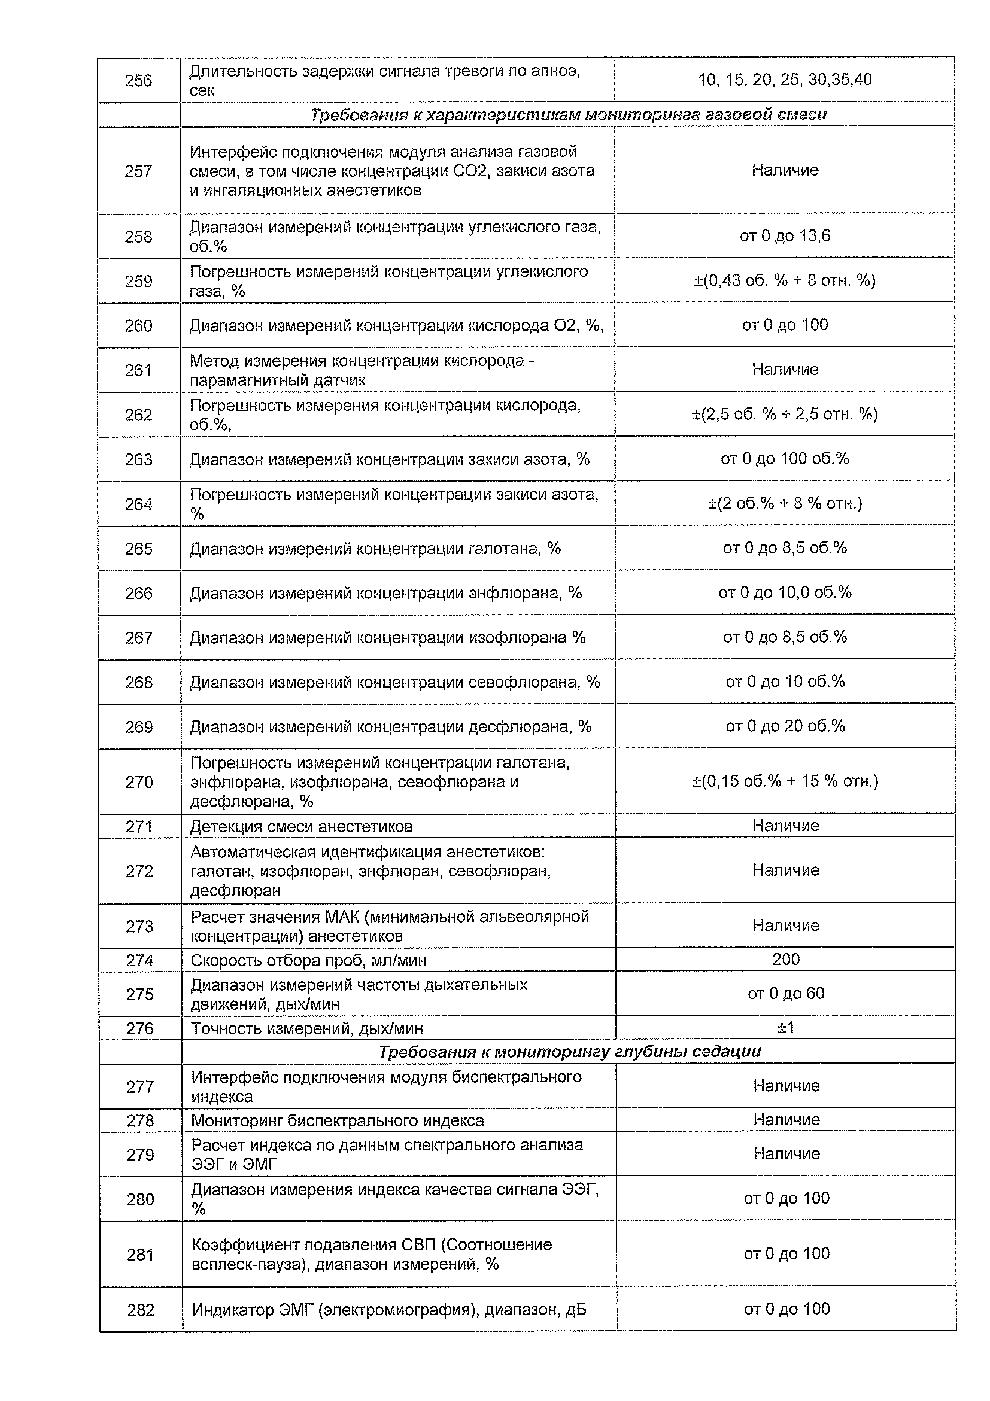 256 Длительность задержки сигнала тревоги по апноэ, 10, 15, 20, 25, 30,35,40
сек
Требования к характеристикам мониторинга газовой смеси
Интерфейс подключения модуля анализа газовой
257 смеси, в том числе концентрации СО2, закиси азота Наличие
и ингаляционных анестетиков
258 Диапазон измерений концентрации углекислого газа, от 0 до 13,6
об.%
259 Погрешность измерений концентрации углекислого ±(0,43 об. % + 8 отн. %)
газа, %
260 Диапазон измерений концентрации кислорода О2, %, от 0 до 100
261 Метод измерения концентрации кислорода - Наличие
парамагнитный датчик
262 Погрешность измерения концентрации кислорода, ±(2,5 об. % + 2,5 отн. %)
об.%,
263 Диапазон измерений концентрации закиси азота, % от 0 до 100 об.%
264 Погрешность измерений концентрации закиси азота, ±(2 об.% + 8 % отн.)
%
265 Диапазон измерений концентрации галотана, % от 0 до 8,5 об.%
266 Диапазон измерений концентрации энфлюрана, % от 0 до 10,0 об.%
267 Диапазон измерений концентрации изофлюрана % от 0 до 8,5 об.%
268 Диапазон измерений концентрации севофлюрана, % от 0 до 10 об.%
269 Диапазон измерений концентрации десфлюрана, % от 0 до 20 об.%
Погрешность измерений концентрации галотана,
270 энфлюрана, изофлюрана, севофлюрана и ±(0,15 об.% + 15 % отн.)
десфлюрана, %
271 Детекция смеси анестетиков Наличие
Автоматическая идентификация анестетиков:
272 галотан, изофлюран, энфлюран, севофлюран, Наличие
десфлюран
273 Расчет значения МАК (минимальной альвеолярной Наличие
концентрации) анестетиков
274 Скорость отбора проб, мл/мин 200
275 Диапазон измерений частоты дыхательных от 0 до 60
движений, дых/мин
276 Точность измерений, дых/мин ±1
Требования к мониторингу глубины седации
277 Интерфейс подключения модуля биспектрального Наличие
индекса
278 Мониторинг биспектрального индекса Наличие
279 Расчет индекса по данным спектрального анализа Наличие
ЭЭГ и ЭМГ
280 Диапазон измерения индекса качества сигнала ЭЭГ, от 0 до 100
%
281 Коэффициент подавления СВП (Соотношение от 0 до 100
всплеск-пауза), диапазон измерений, %
282 Индикатор ЭМГ (электромиография), диапазон, дБ от 0 до 100